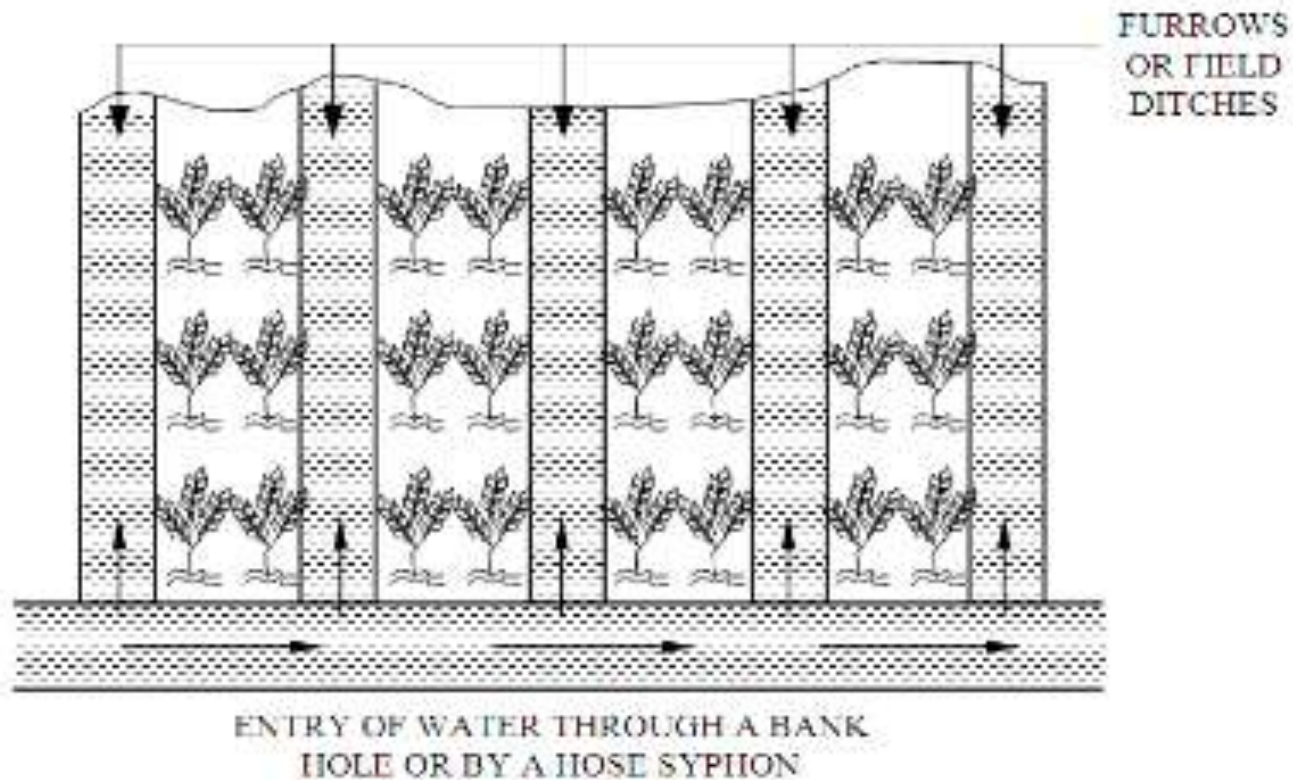 FURROWS
OR FIELD
DITCHES
ENTRY OF WATER THROUGH A BANK
HOLE OR BY A HOSE SYPHON